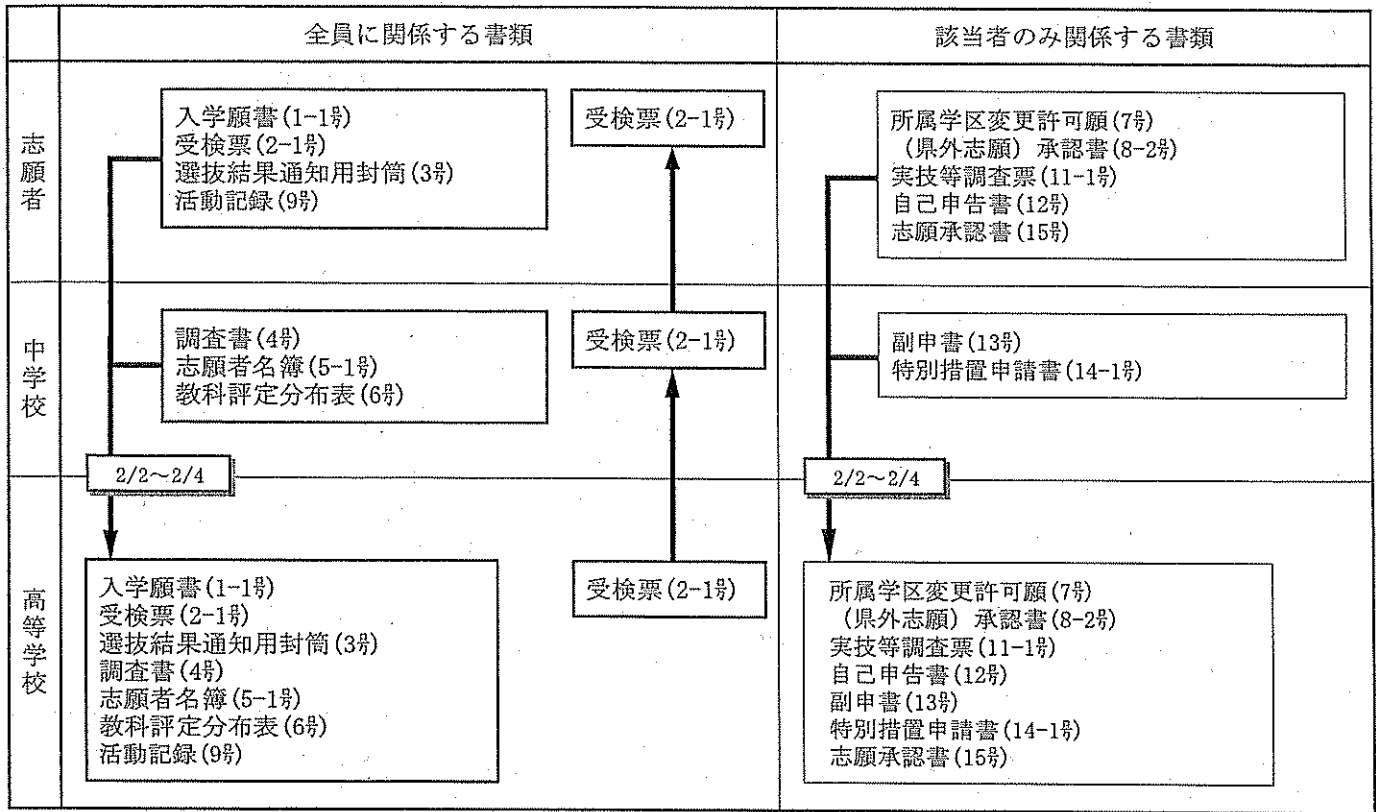 全員に関係する書類
該当者のみ関係する書類
志願者
入学願書(1-1号)
受検票(2-1号)
選抜結果通知用封筒(3号)
活動記録(9号)
受検票(2-1号)
所属学区変更許可願(7号)
(県外志願) 承認書(8-2号)
実技等調査票(11-1号)
自己申告書(12号)
志願承認書(15号)
中学校
調査書(4号)
志願者名簿(5-1号)
教科評定分布表(6号)
受検票(2-1号)
副申書(13号)
特別措置申請書(14-1号)
2/2~2/4
2/2~2/4
高等学校
入学願書(1-1号)
受検票(2-1号)
選抜結果通知用封筒(3号)
調査書(4号)
志願者名簿(5-1号)
教科評定分布表(6号)
活動記録(9号)
受検票(2-1号)
所属学区変更許可願(7号)
(県外志願) 承認書(8-2号)
実技等調査票(11-1号)
自己申告書(12号)
副申書(13号)
特別措置申請書(14-1号)
志願承認書(15号)